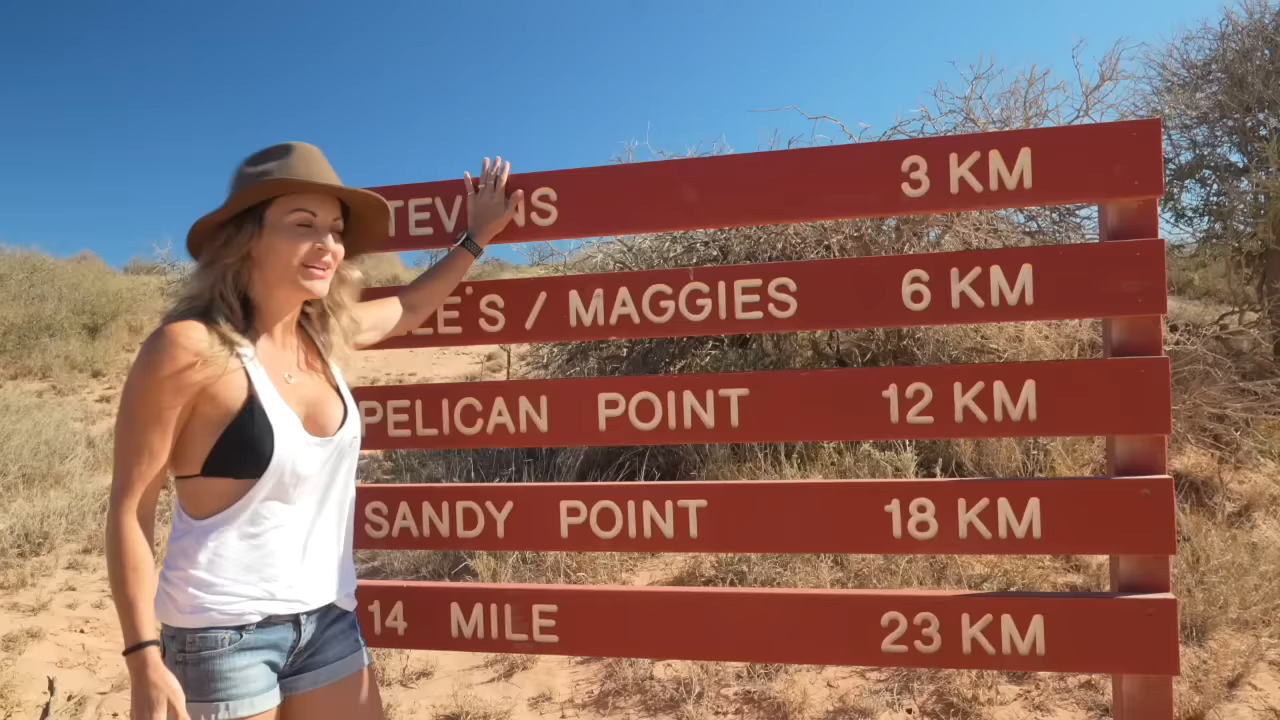 3 KM
MAGGIES 6 KM
PELICAN POINT 12 KM
SANDY POINT 18 KM
14 MILE 23 KM